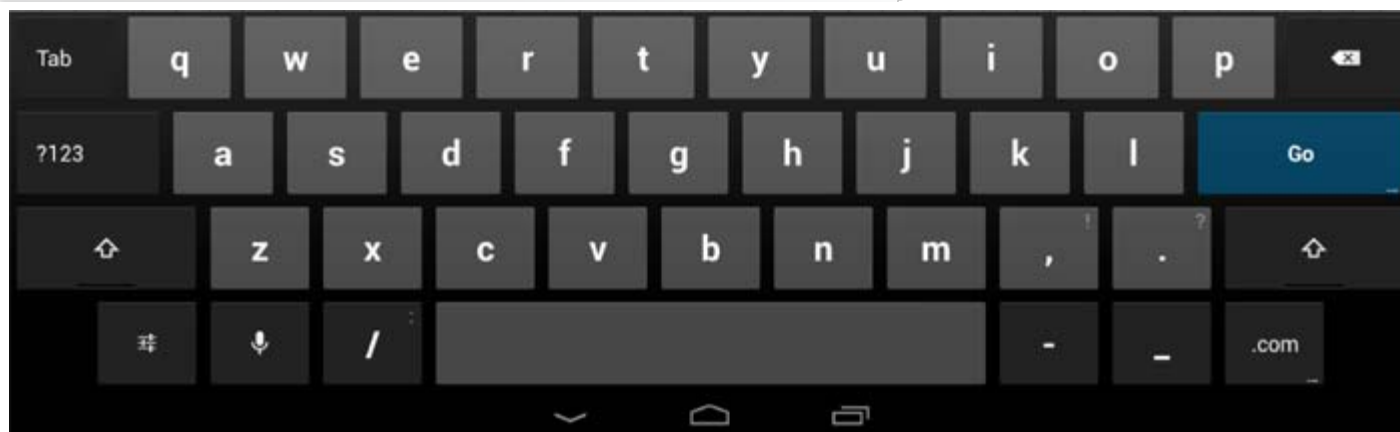 Tab q w e r t y u i o p
?123 a s d f g h j k l Go
z x c v b n m , ! . ?
/ : - _ .com